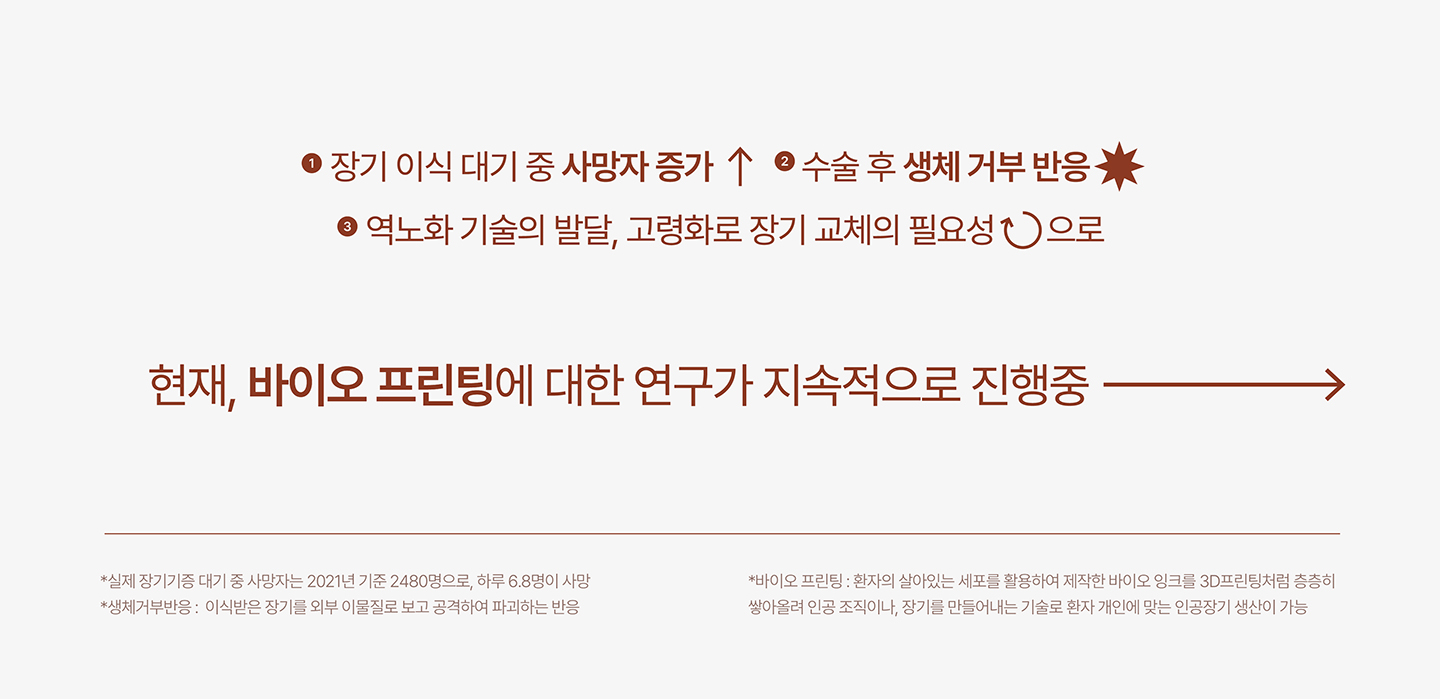 ❶ 장기 이식 대기 중 사망자 증가 ↑ ❷ 수술 후 생체 거부 반응
❸ 역노화 기술의 발달, 고령화로 장기 교체의 필요성 으로
현재, 바이오 프린팅에 대한 연구가 지속적으로 진행중 →
*실제 장기기증 대기 중 사망자는 2021년 기준 2480명으로, 하루 6.8명이 사망
*생체거부반응 : 이식받은 장기를 외부 이물질로 보고 공격하여 파괴하는 반응
*바이오 프린팅 : 환자의 살아있는 세포를 활용하여 제작한 바이오 잉크를 3D프린팅처럼 층층히
쌓아올려 인공 조직이나, 장기를 만들어내는 기술로 환자 개인에 맞는 인공장기 생산이 가능